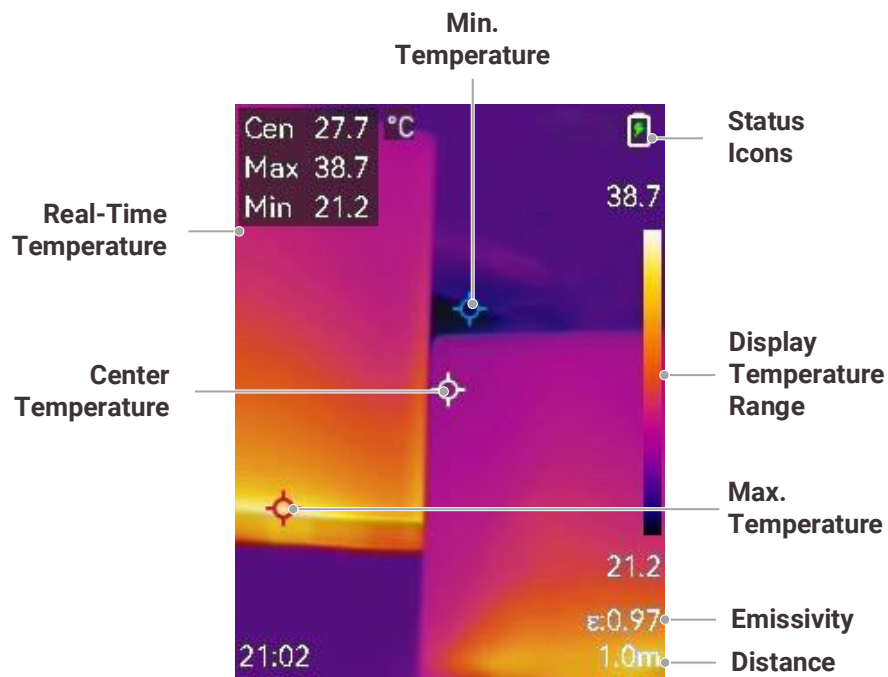 Min.
Temperature
Cen 27.7 °C
Max 38.7
Min 21.2
Status
Icons
38.7
Real-Time
Temperature
Center
Temperature
Display
Temperature
Range
Max.
Temperature
21.2
ε:0.97
Emissivity
21:02
1.0m
Distance